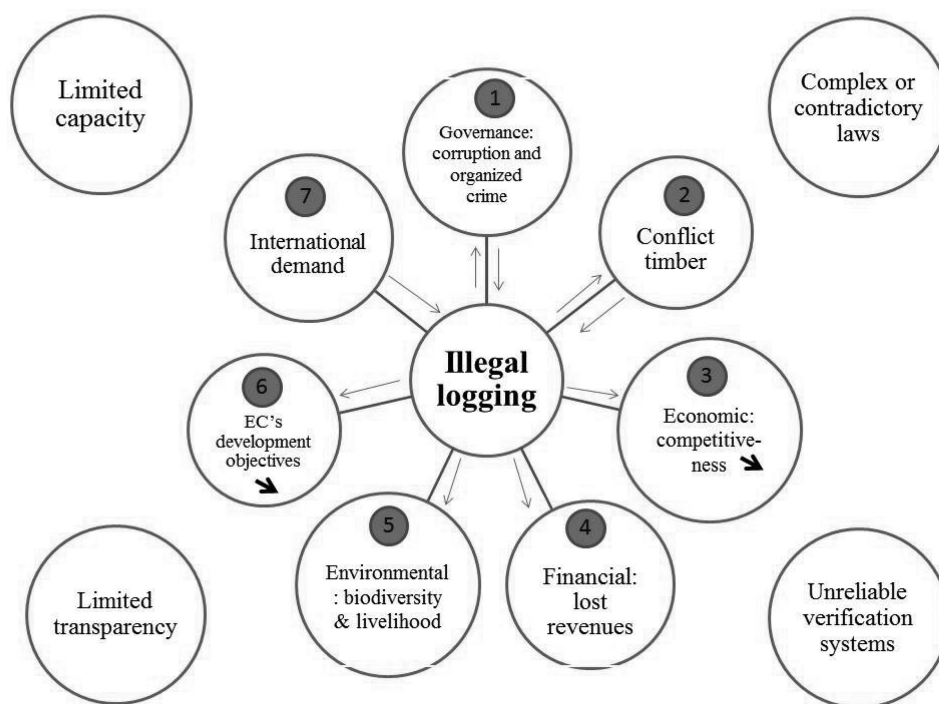 Limited
capacity
1
Governance:
corruption and
organized
crime
Complex or
contradictory
laws
7
International
demand
2
Conflict
timber
Illegal
logging
6
EC's
development
objectives
3
Economic:
competitive-
ness
5
Environmental
: biodiversity
& livelihood
4
Financial:
lost
revenues
Limited
transparency
Unreliable
verification
systems